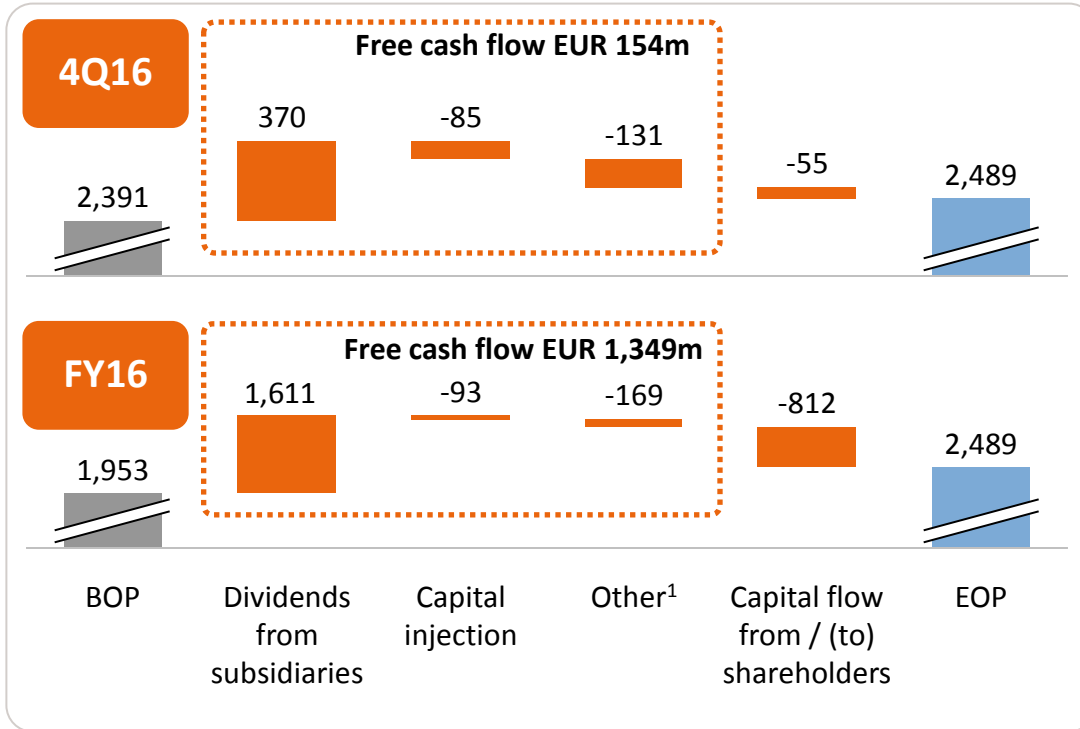 4Q16
Free cash flow EUR 154m
2,391
370
-85
-131
-55
2,489
FY16
Free cash flow EUR 1,349m
1,953
1,611
-93
-169
-812
2,489
BOP
Dividends
from
subsidiaries
Capital
injection
Other¹
Capital flow
from / (to)
shareholders
EOP